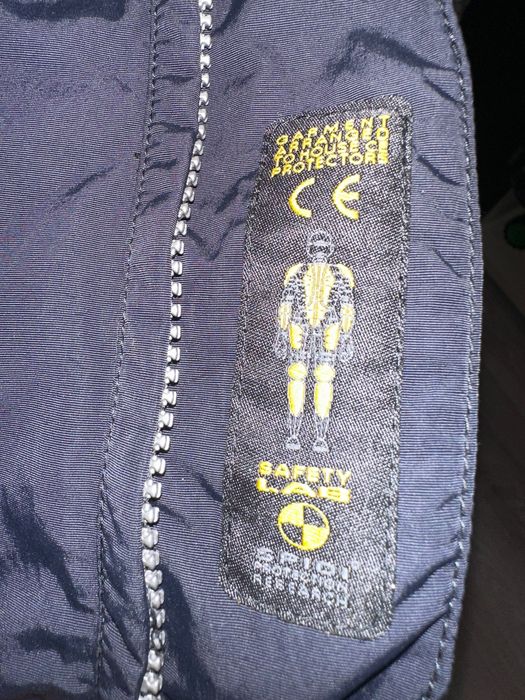 GARMENT
ARRANGED
TO HOUSE CE
PROTECTORS
CE
SAFETY
LAB
SPIDI
RESEARCH